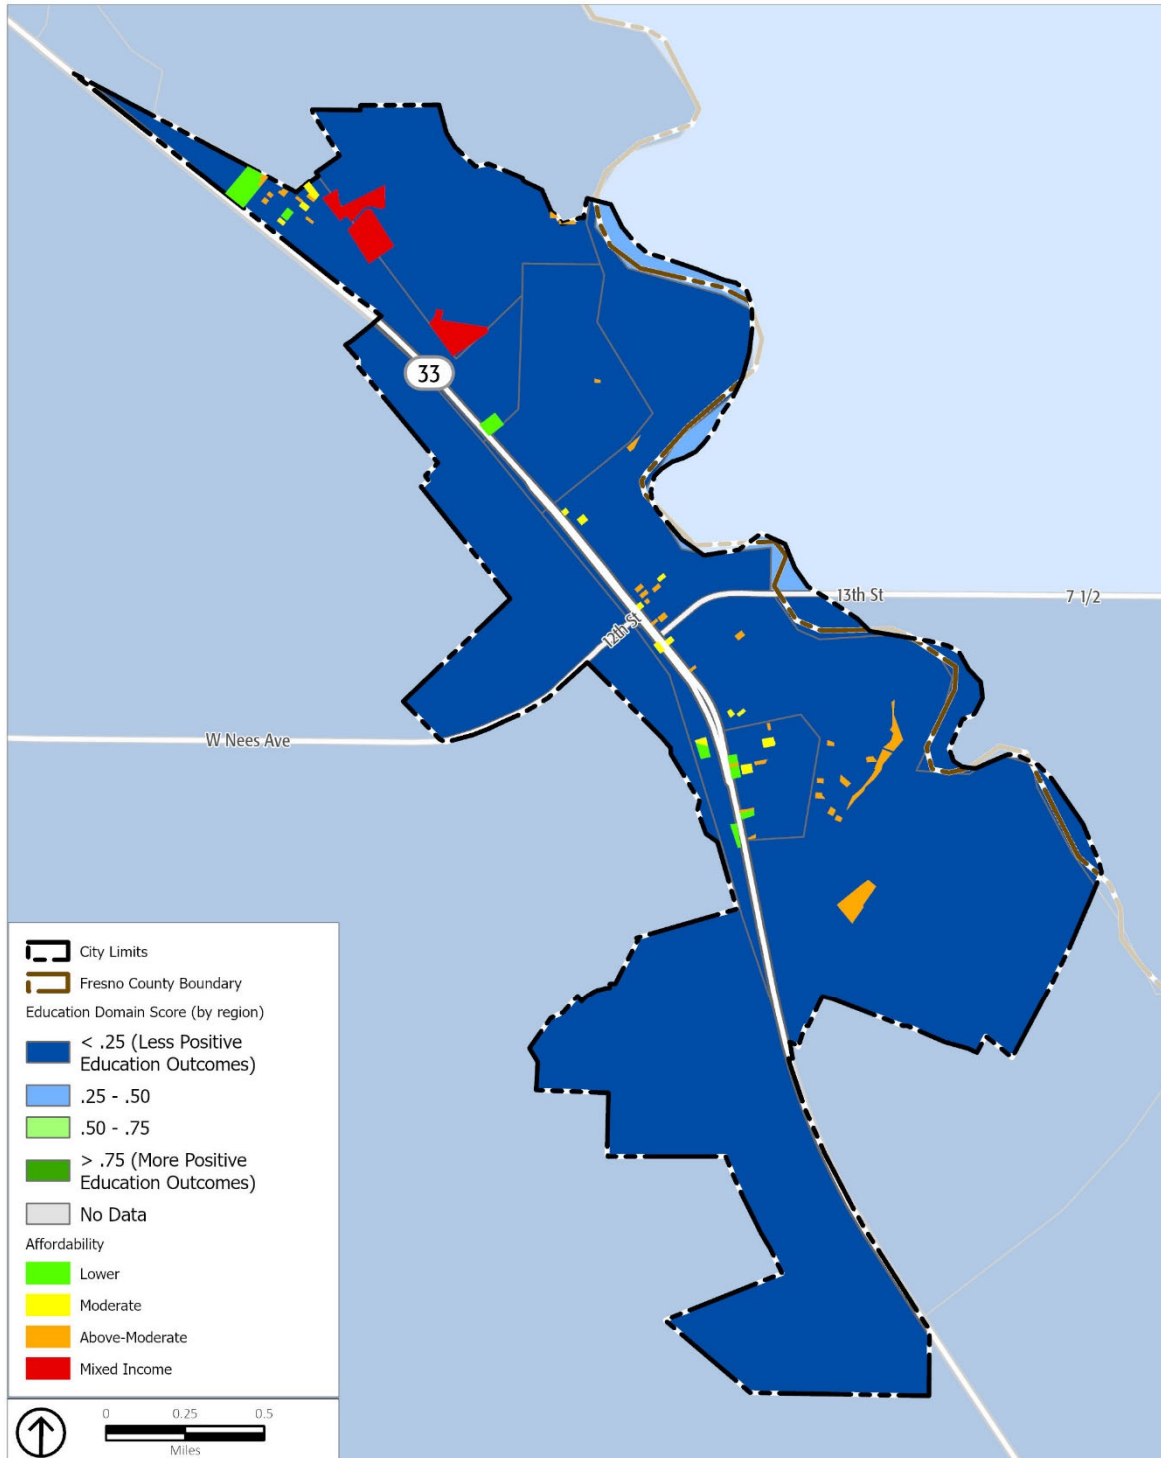 33
12th St
13th St
7 1/2
W Nees Ave
City Limits
Fresno County Boundary
Education Domain Score (by region)
< .25 (Less Positive
Education Outcomes)
.25 - .50
.50 - .75
> .75 (More Positive
Education Outcomes)
No Data
Affordability
Lower
Moderate
Above-Moderate
Mixed Income
0 0.25 0.5
Miles